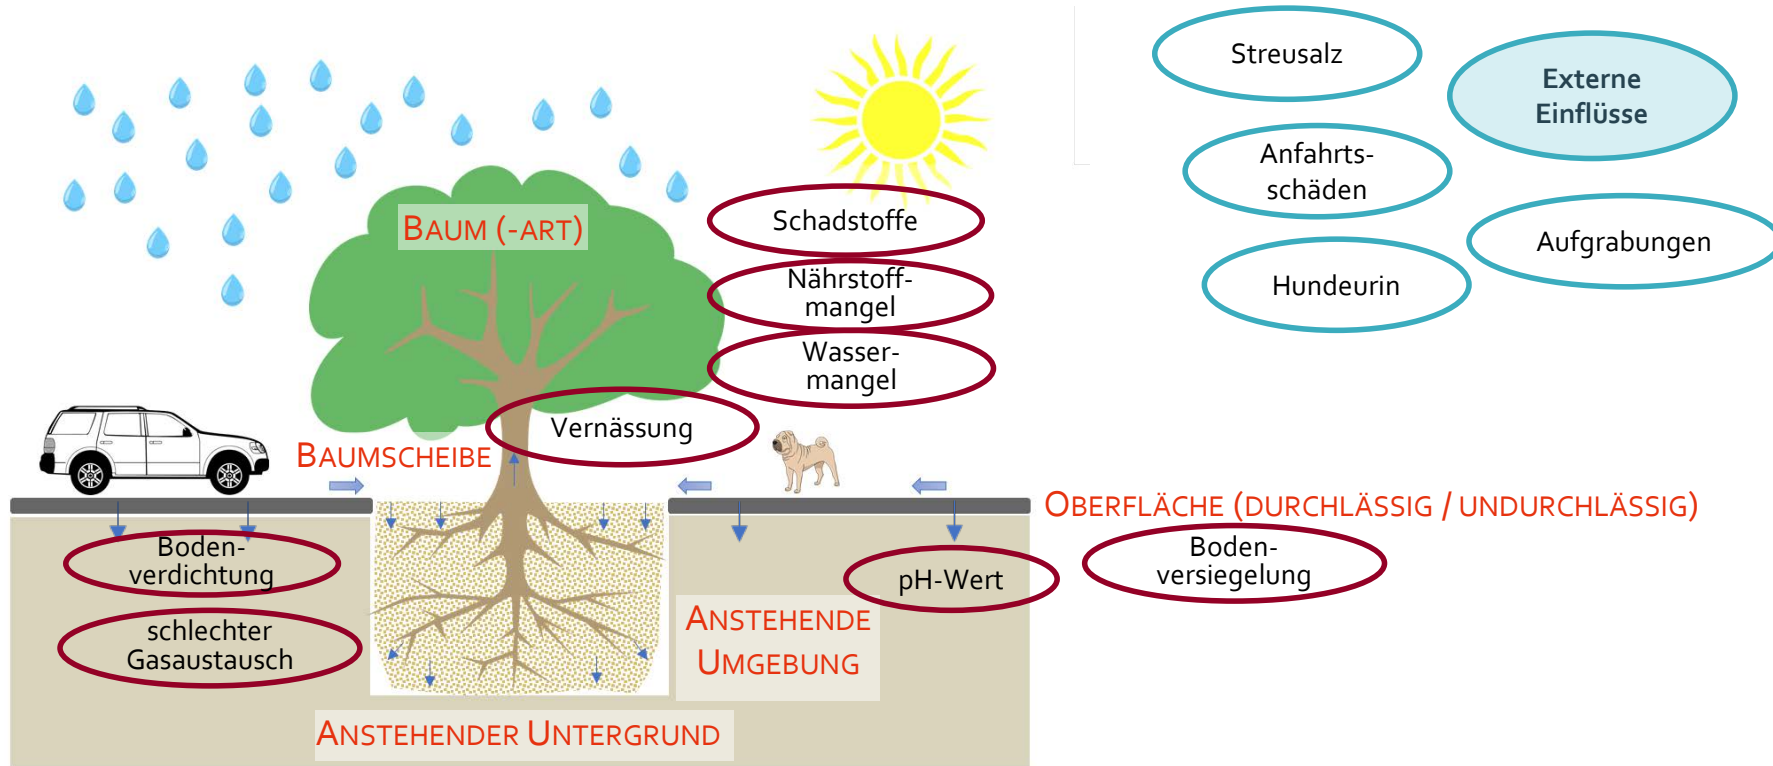 Streusalz
Externe
Einflüsse
Anfahrts-
schäden
Aufgrabungen
Hundeurin
BAUM (-ART)
Schadstoffe
Nährstoff-
mangel
Wasser-
mangel
Vernässung
BAUMSCHEIBE
OBERFLÄCHE (DURCHLÄSSIG / UNDURCHLÄSSIG)
Boden-
verdichtung
pH-Wert
Boden-
versiegelung
schlechter
Gasaustausch
ANSTEHENDE
UMGEBUNG
ANSTEHENDER UNTERGRUND